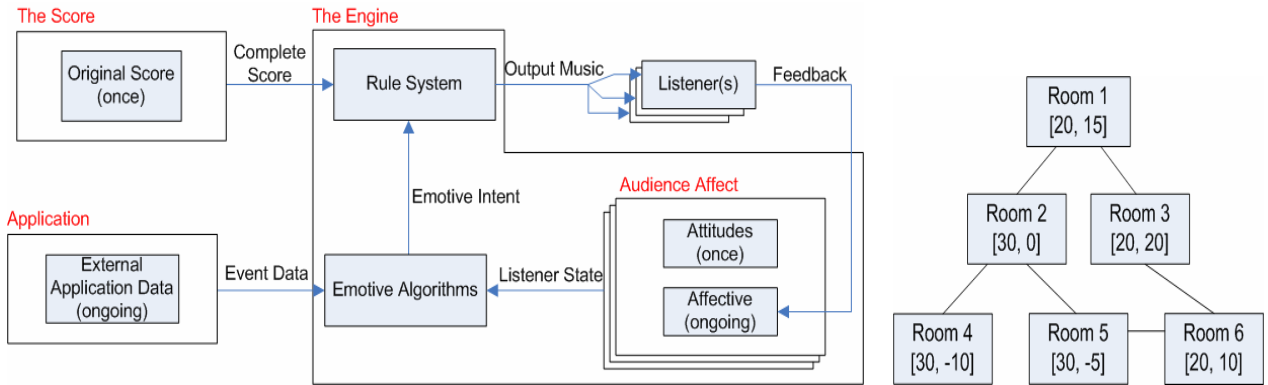 The Score
Original Score
(once)
Complete
Score
The Engine
Rule System
Output Music
Listener(s)
Feedback
Emotive Intent
Application
External
Application Data
(ongoing)
Event Data
Emotive Algorithms
Listener State
Audience Affect
Attitudes
(once)
Affective
(ongoing)
Room 1
[20, 15]
Room 2
[30, 0]
Room 3
[20, 20]
Room 4
[30, -10]
Room 5
[30, -5]
Room 6
[20, 10]